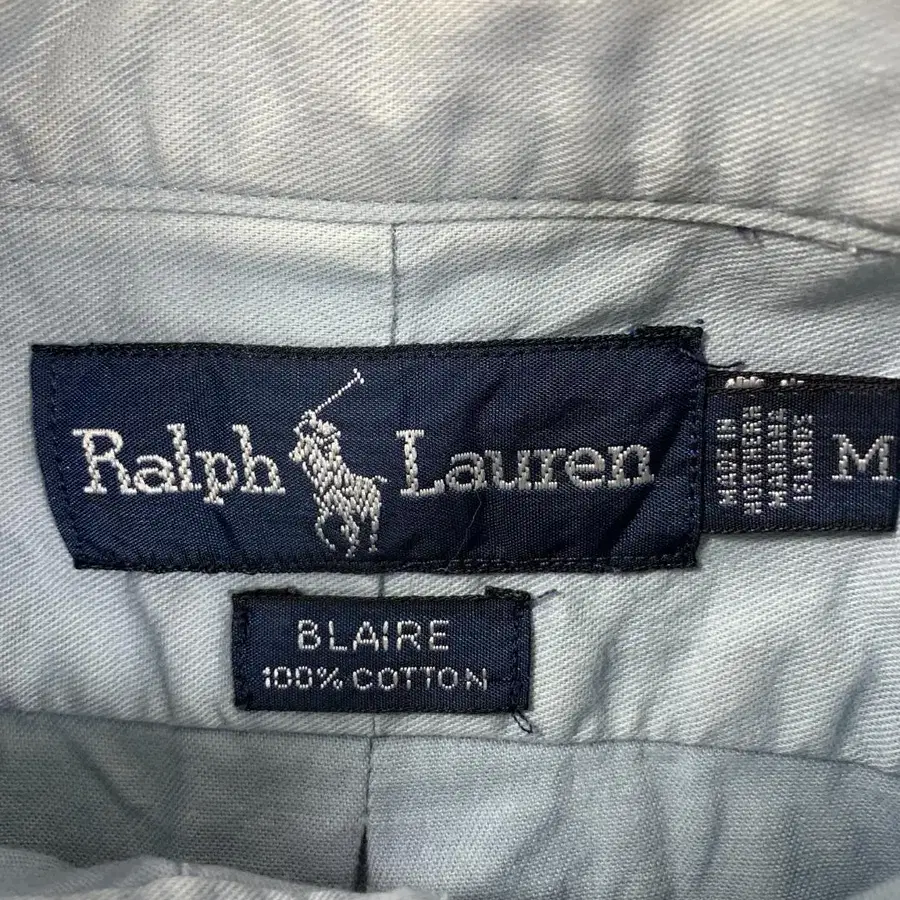 Ralph Lauren
MADE IN
NORTHERN
MARIANA
ISLANDS
M
BLAIRE
100% COTTON